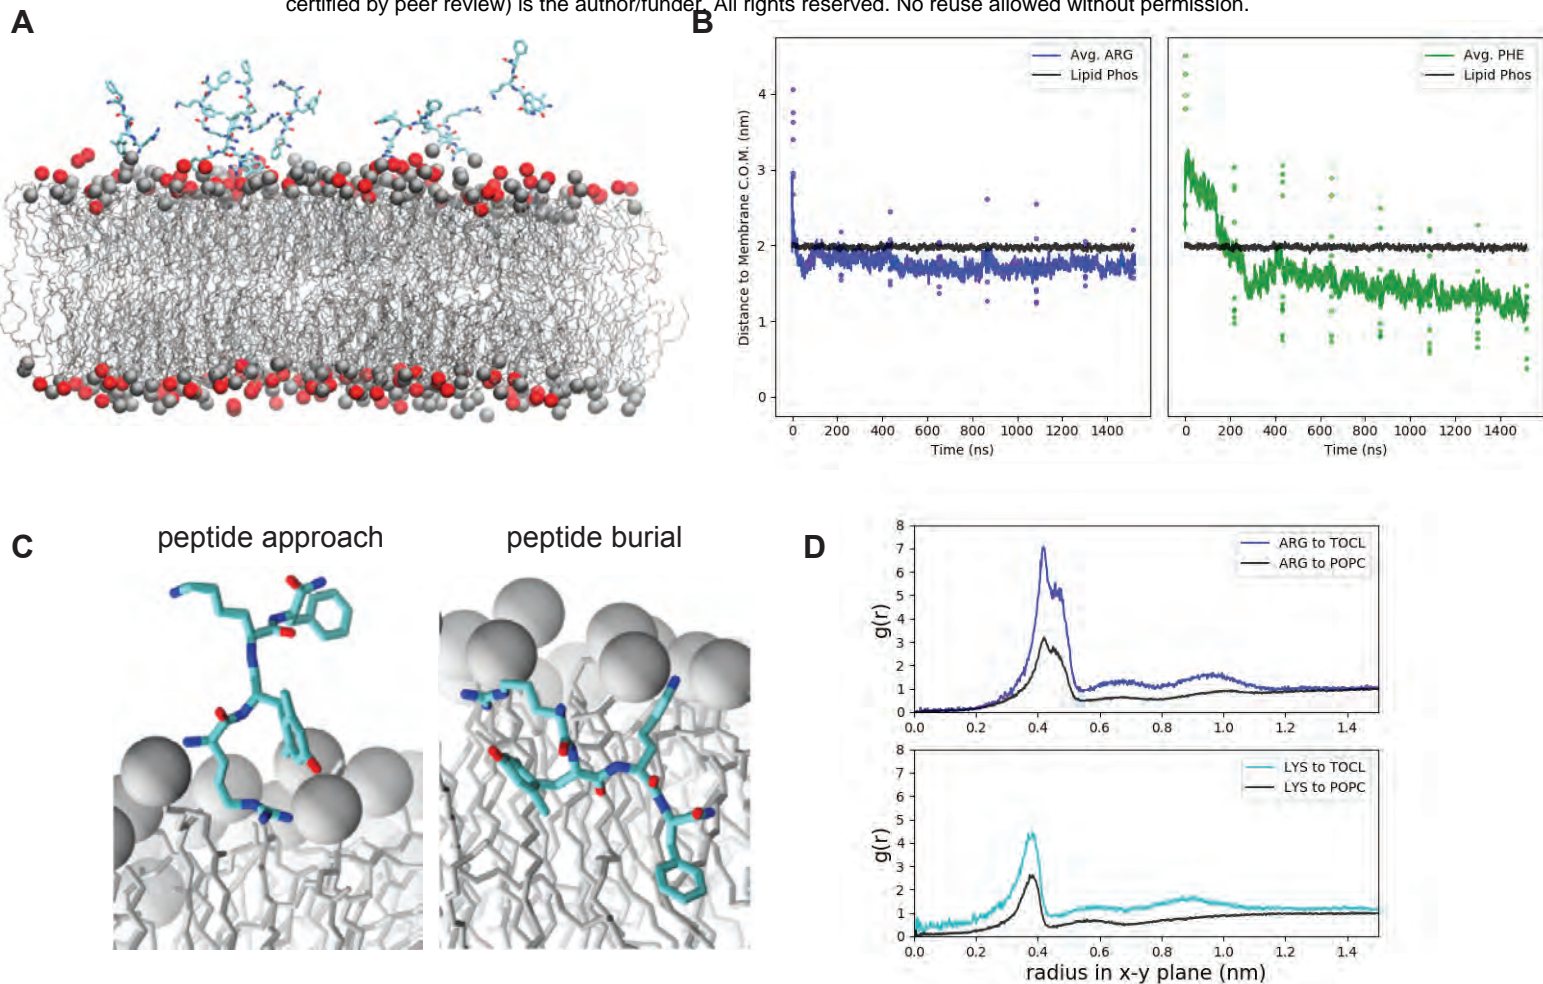 certified by peer review) is the author/funder. All rights reserved. No reuse allowed without permission.
A
B
Avg. ARG
Lipid Phos
Avg. PHE
Lipid Phos
Distance to Membrane C.O.M. (nm)
4
3
2
1
0
0 200 400 600 800 1000 1200 1400
Time (ns)
0 200 400 600 800 1000 1200 1400
Time (ns)
C
peptide approach
peptide burial
D
ARG to TOCL
ARG to POPC
g(r)
8
7
6
5
4
3
2
1
0
0.0 0.2 0.4 0.6 0.8 1.0 1.2 1.4
LYS to TOCL
LYS to POPC
g(r)
8
7
6
5
4
3
2
1
0
0.0 0.2 0.4 0.6 0.8 1.0 1.2 1.4
radius in x-y plane (nm)